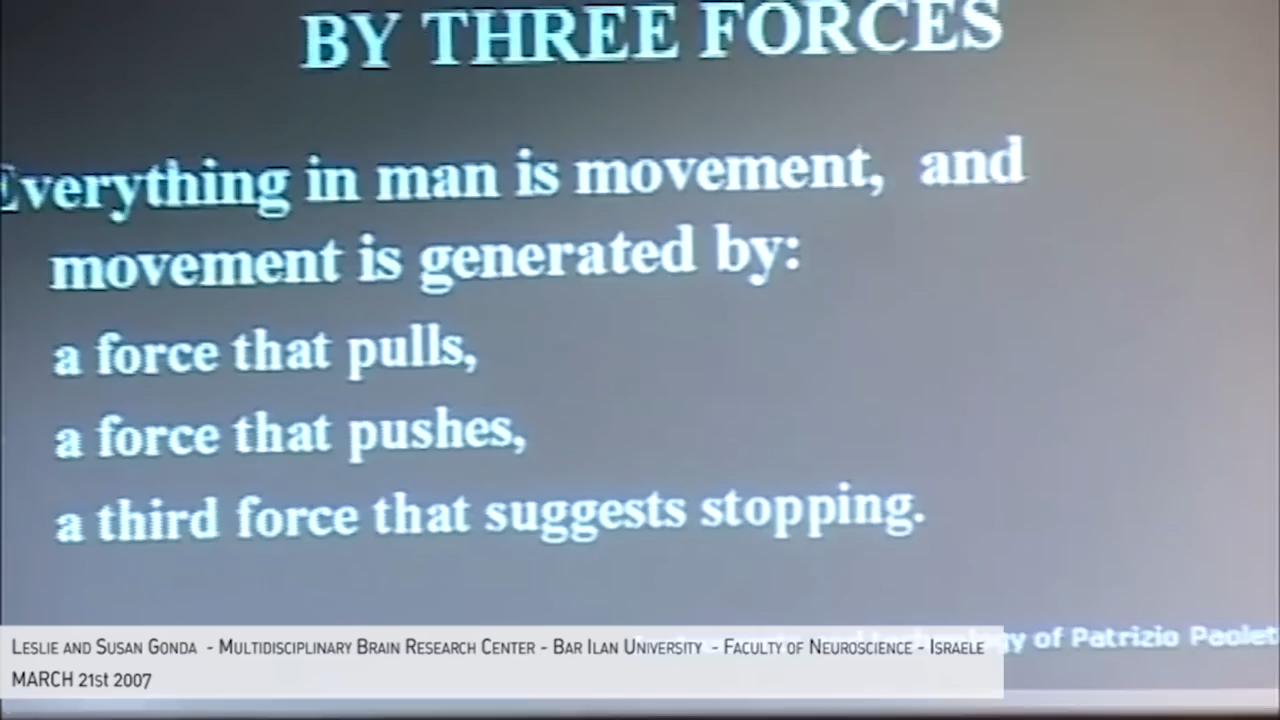 BY THREE FORCES
Everything in man is movement, and
movement is generated by:
a force that pulls,
a force that pushes,
a third force that suggests stopping.
of Patrizio Paolet
LESLIE AND SUSAN GONDA - MULTIDISCIPLINARY BRAIN RESEARCH CENTER - BAR ILAN UNIVERSITY - FACULTY OF NEUROSCIENCE - ISRAELE
MARCH 21st 2007